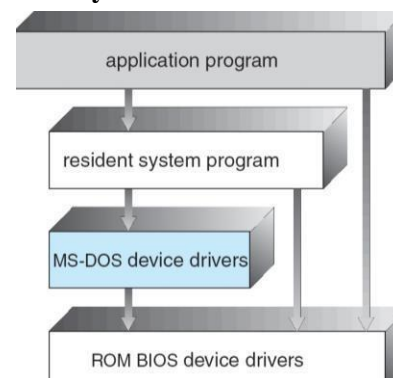 application program
resident system program
MS-DOS device drivers
ROM BIOS device drivers